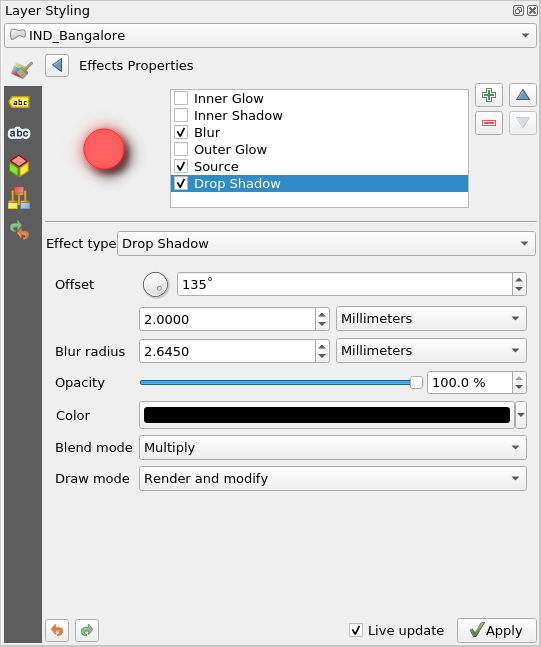 Layer Styling
IND_Bangalore
Effects Properties
abc
abc
Inner Glow
Inner Shadow
Blur
Outer Glow
Source
Drop Shadow
Effect type Drop Shadow
Offset 135°
2.0000 Millimeters
Blur radius 2.6450 Millimeters
Opacity 100.0 %
Color
Blend mode Multiply
Draw mode Render and modify
Live update Apply